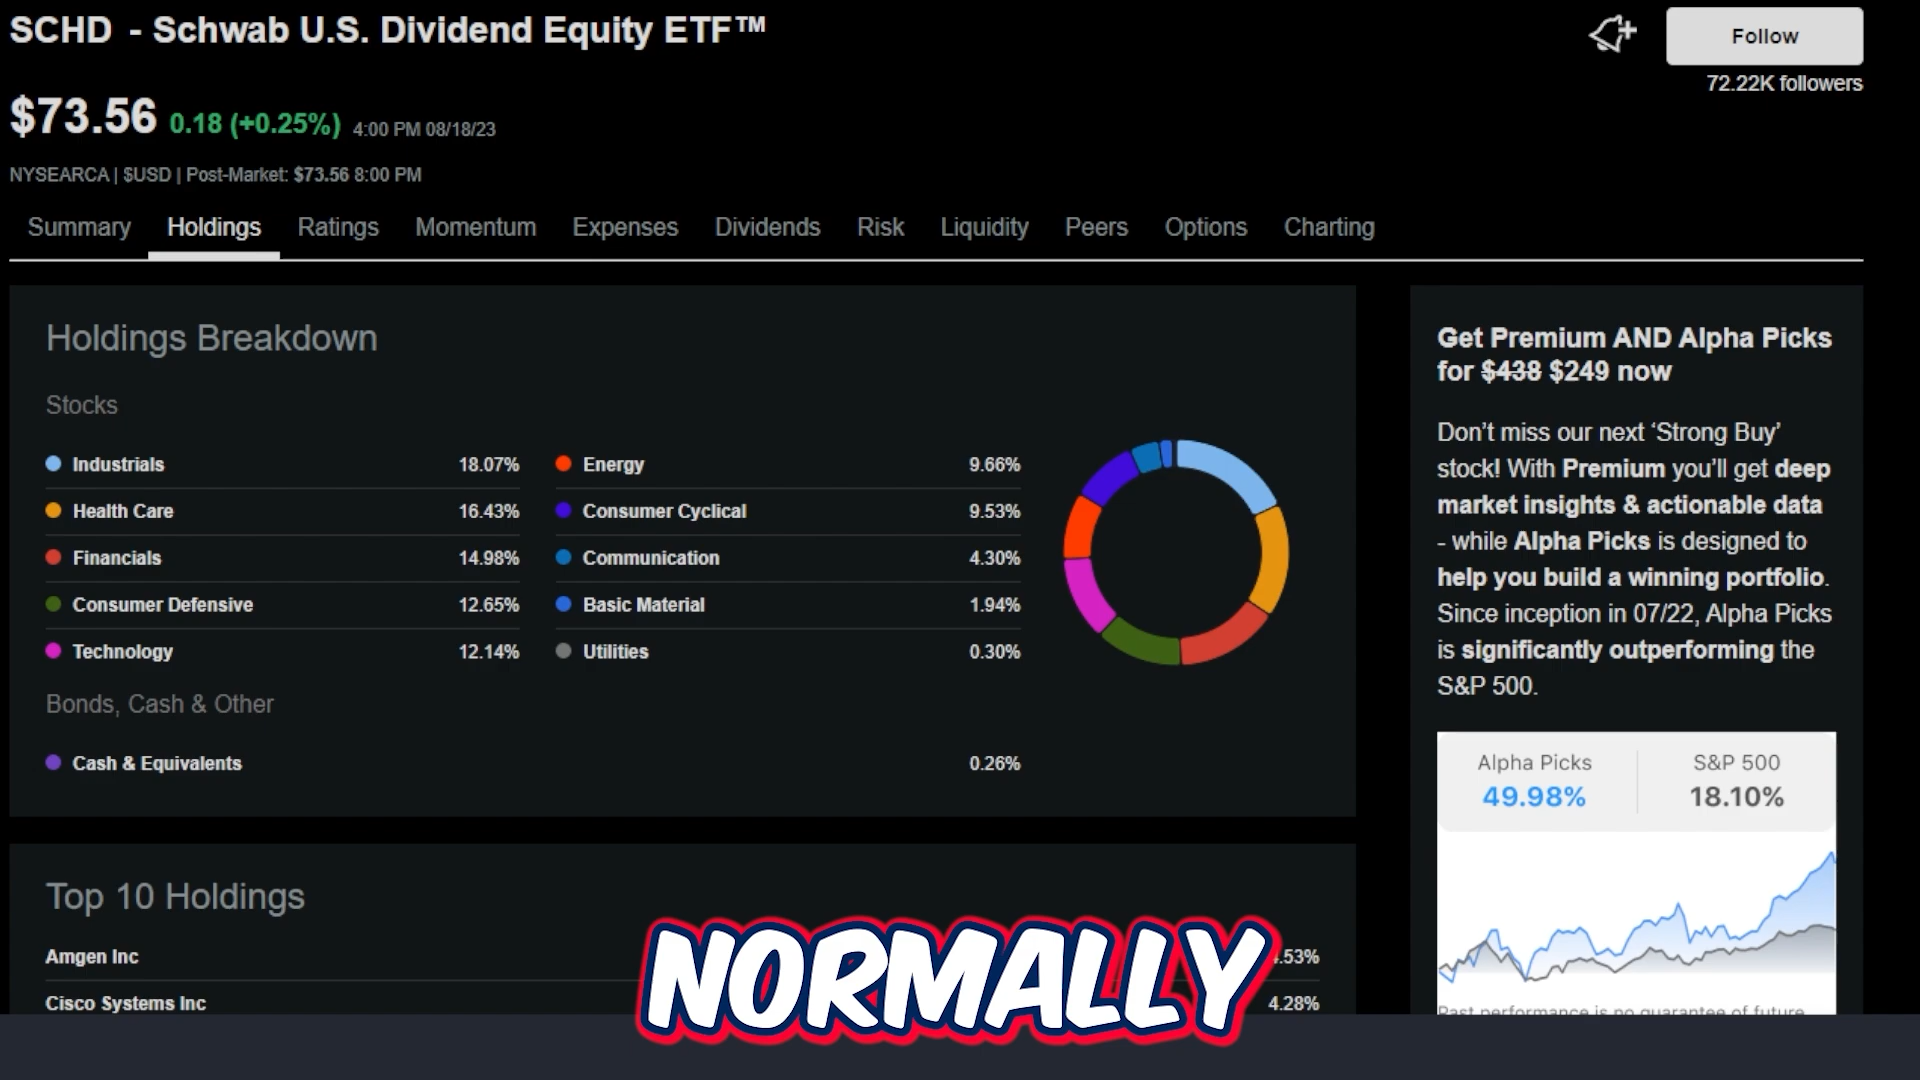 SCHD - Schwab U.S. Dividend Equity ETF™
Follow
72.22K followers
$73.56 0.18 (+0.25%) 4:00 PM 08/18/23
NYSEARCA | $USD | Post-Market: $73.56 8:00 PM
Summary Holdings Ratings Momentum Expenses Dividends Risk Liquidity Peers Options Charting
Holdings Breakdown
Stocks
Industrials 18.07% Energy 9.66%
Health Care 16.43% Consumer Cyclical 9.53%
Financials 14.98% Communication 4.30%
Consumer Defensive 12.65% Basic Material 1.94%
Technology 12.14% Utilities 0.30%
Bonds, Cash & Other
Cash & Equivalents 0.26%
Top 10 Holdings
Amgen Inc .53%
Cisco Systems Inc 4.28%
NORMALLY
Get Premium AND Alpha Picks
for $438 $249 now
Don't miss our next ‘Strong Buy’
stock! With Premium you'll get deep
market insights & actionable data
- while Alpha Picks is designed to
help you build a winning portfolio.
Since inception in 07/22, Alpha Picks
is significantly outperforming the
S&P 500.
Alpha Picks S&P 500
49.98% 18.10%
Past performance is no guarantee of future